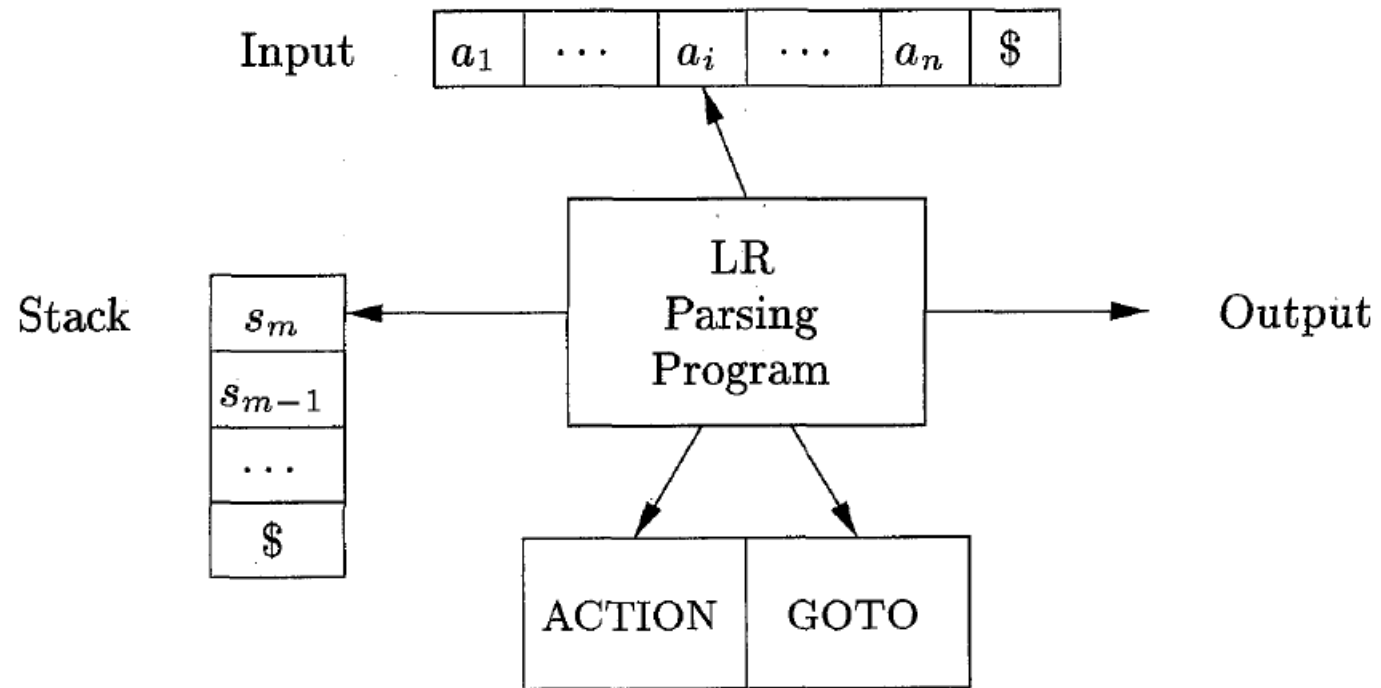 Input a₁ ··· aᵢ ··· aₙ $
LR
Parsing
Program
Stack
sₘ
sₘ₋₁
···
$
Output
ACTION GOTO